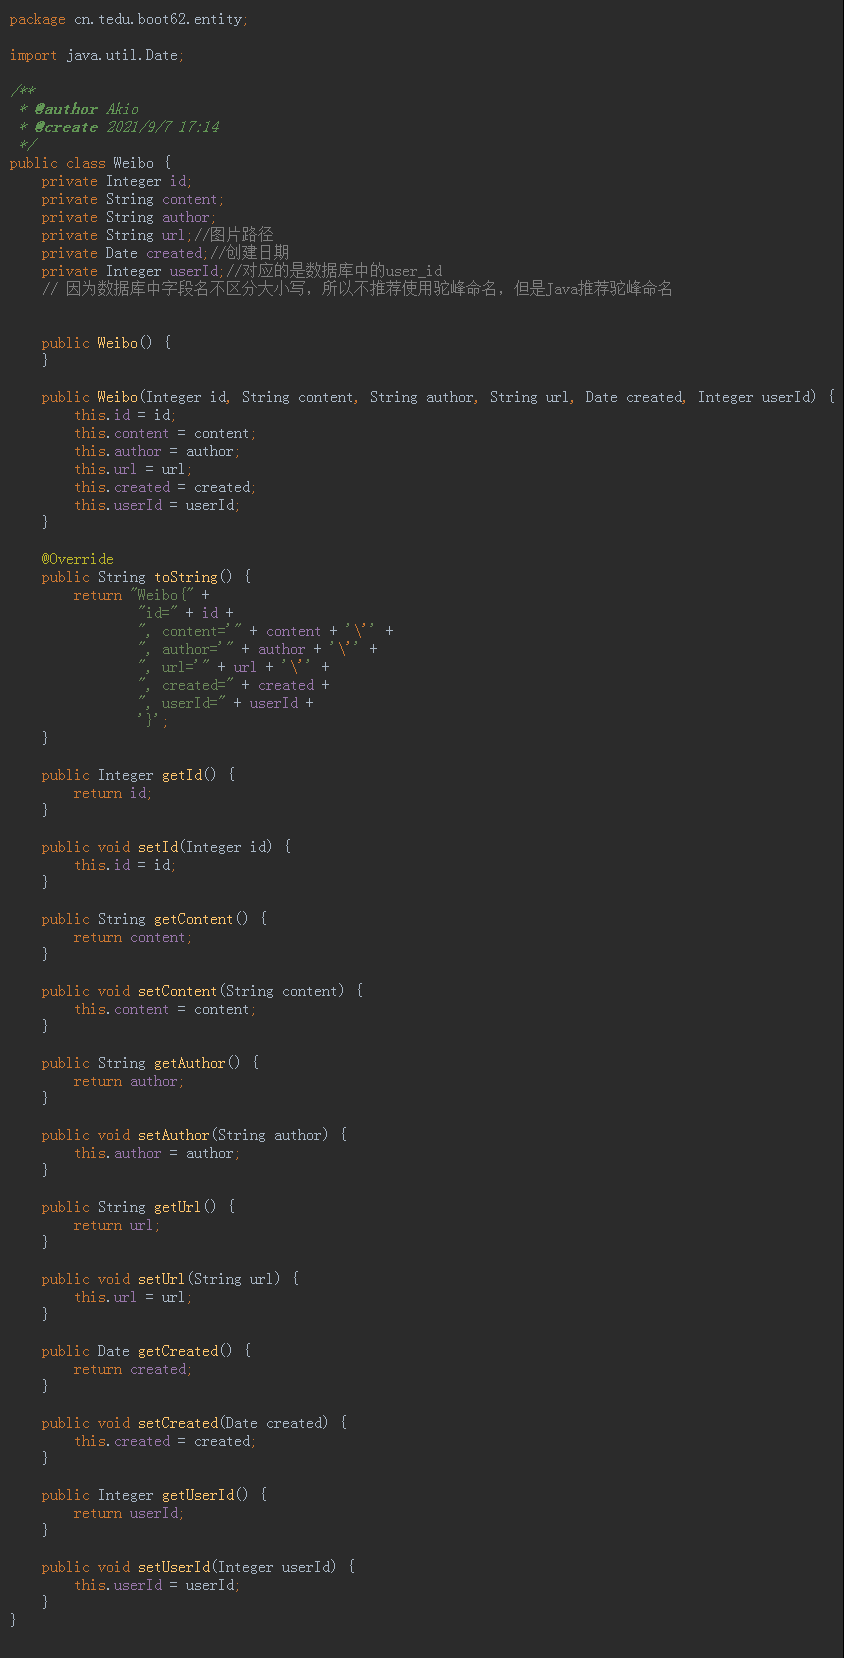 package cn.tedu.boot62.entity;
import java.util.Date;
/**
 * @author Akio
 * @create 2021/9/7 17:14
 */
public class Weibo {
    private Integer id;
    private String content;
    private String author;
    private String url;//图片路径
    private Date created;//创建日期
    private Integer userId;//对应的是数据库中的user_id
    // 因为数据库中字段名不区分大小写，所以不推荐使用驼峰命名，但是Java推荐驼峰命名
    public Weibo() {
    }
    public Weibo(Integer id, String content, String author, String url, Date created, Integer userId) {
        this.id = id;
        this.content = content;
        this.author = author;
        this.url = url;
        this.created = created;
        this.userId = userId;
    }
    @Override
    public String toString() {
        return "Weibo{" +
                "id=" + id +
                ", content='" + content + '\'' +
                ", author='" + author + '\'' +
                ", url='" + url + '\'' +
                ", created=" + created +
                ", userId=" + userId +
                '}';
    }
    public Integer getId() {
        return id;
    }
    public void setId(Integer id) {
        this.id = id;
    }
    public String getContent() {
        return content;
    }
    public void setContent(String content) {
        this.content = content;
    }
    public String getAuthor() {
        return author;
    }
    public void setAuthor(String author) {
        this.author = author;
    }
    public String getUrl() {
        return url;
    }
    public void setUrl(String url) {
        this.url = url;
    }
    public Date getCreated() {
        return created;
    }
    public void setCreated(Date created) {
        this.created = created;
    }
    public Integer getUserId() {
        return userId;
    }
    public void setUserId(Integer userId) {
        this.userId = userId;
    }
}